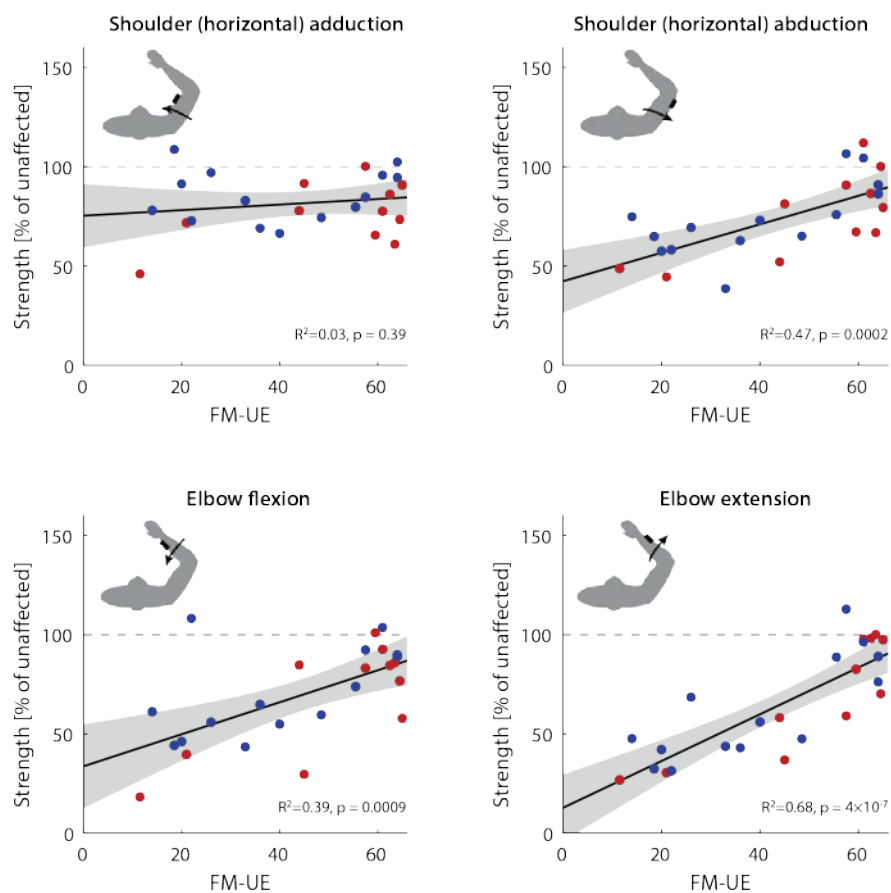 Shoulder (horizontal) adduction
Strength [% of unaffected]
150
100
50
0
R²=0.03, p = 0.39
0 20 40 60
FM-UE
Shoulder (horizontal) abduction
Strength [% of unaffected]
150
100
50
0
R²=0.47, p = 0.0002
0 20 40 60
FM-UE
Elbow flexion
Strength [% of unaffected]
150
100
50
0
R²=0.39, p = 0.0009
0 20 40 60
FM-UE
Elbow extension
Strength [% of unaffected]
150
100
50
0
R²=0.68, p = 4×10⁻⁷
0 20 40 60
FM-UE